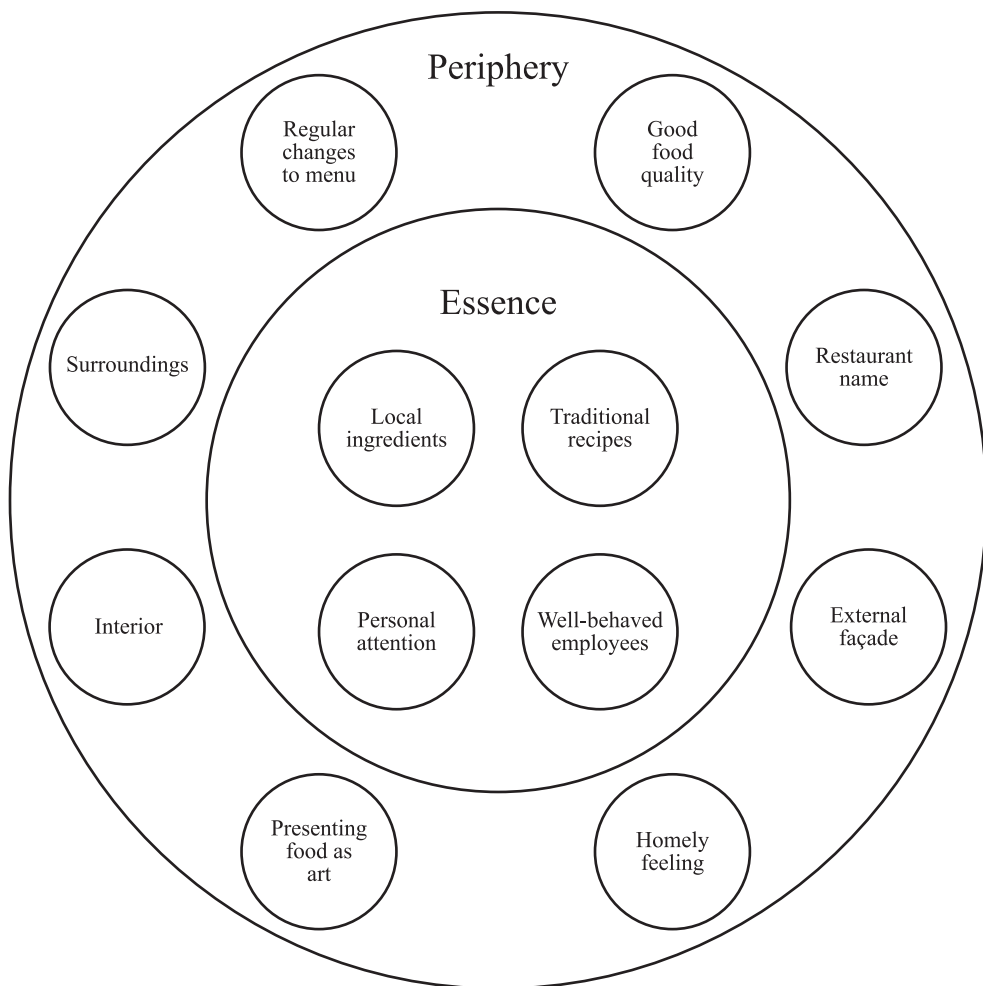 Periphery
Regular
changes
to menu
Good
food
quality
Essence
Surroundings
Restaurant
name
Local
ingredients
Traditional
recipes
Interior
Personal
attention
Well-behaved
employees
External
façade
Presenting
food as
art
Homely
feeling